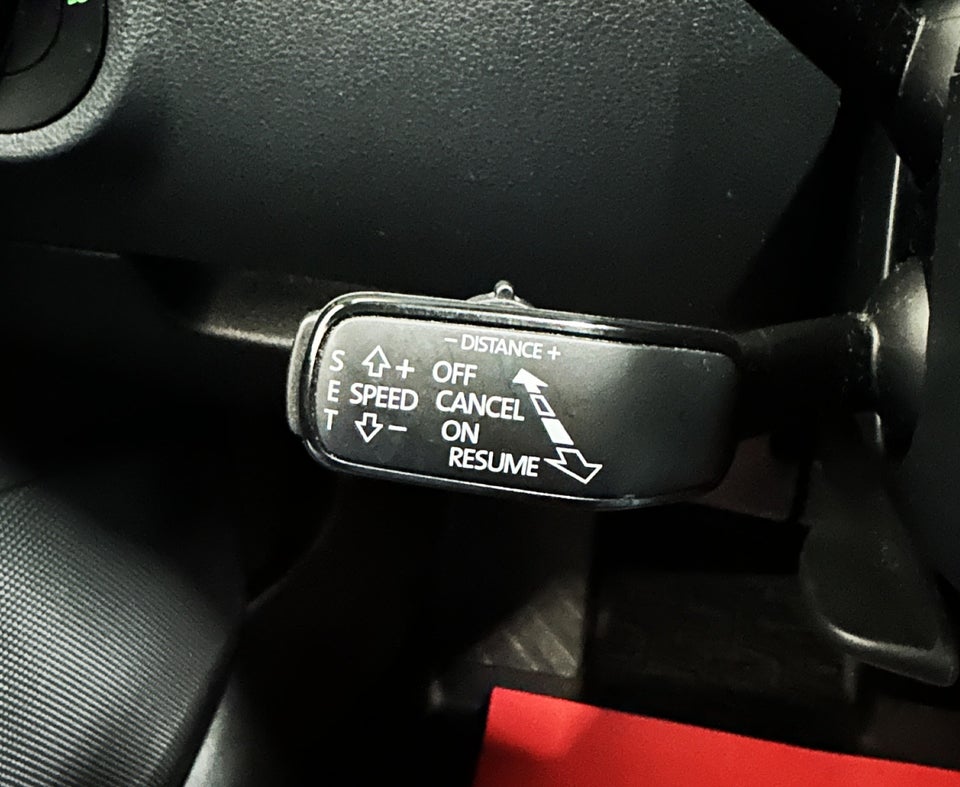 - DISTANCE +
S + OFF
E SPEED CANCEL
T - ON
RESUME